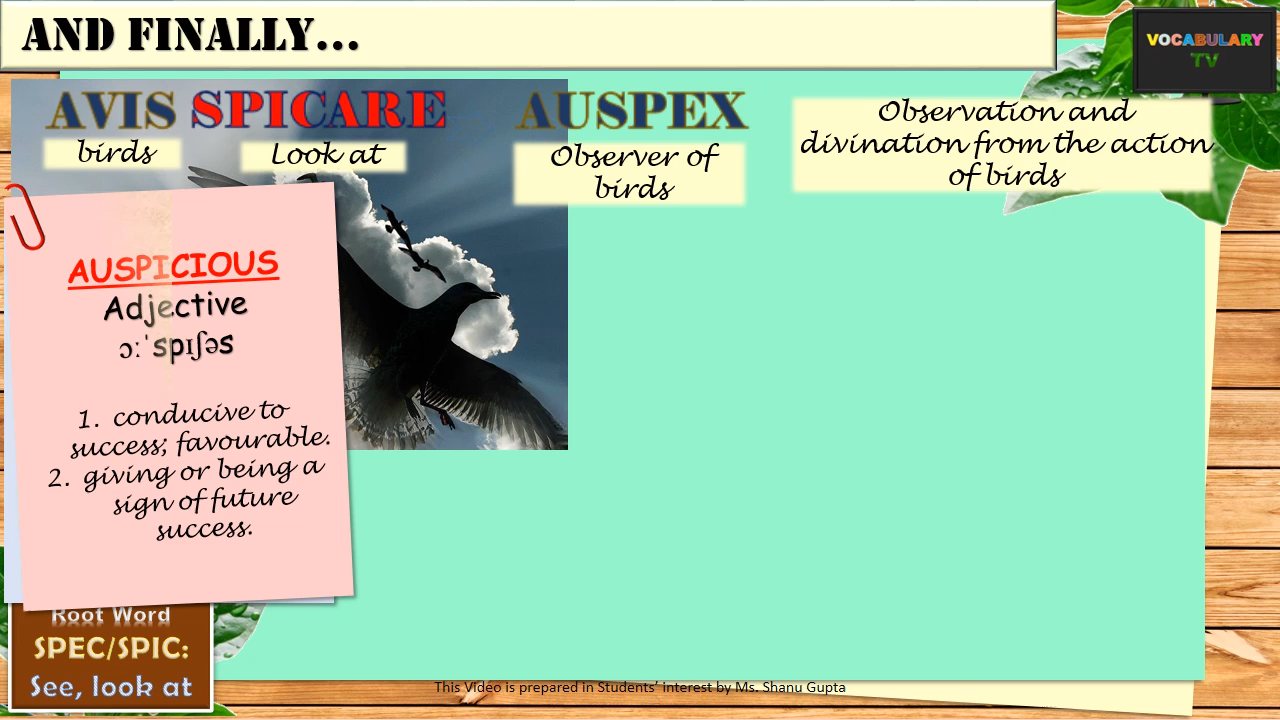 AND FINALLY...
VOCABULARY
TV
AVIS SPICARE
AUSPEX
birds
Look at
Observer of
birds
Observation and
divination from the action
of birds
AUSPICIOUS
Adjective
ɔːˈspɪʃəs
1. conducive to
success; favourable.
2. giving or being a
sign of future
success.
Root Word
SPEC/SPIC:
See, look at
This Video is prepared in Students' interest by Ms. Shanu Gupta